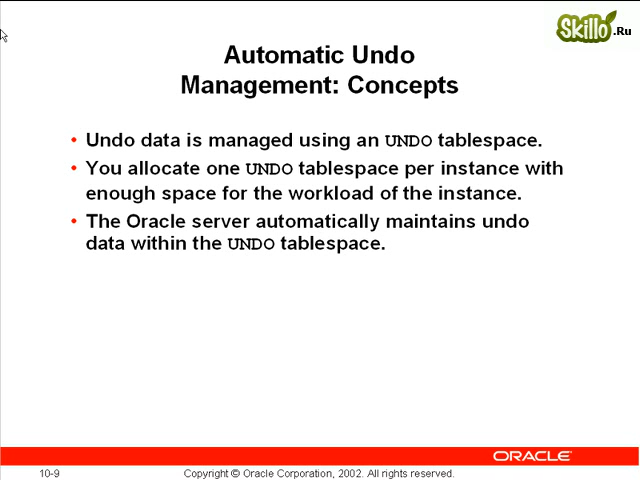 Skillo.Ru
Automatic Undo
Management: Concepts
• Undo data is managed using an UNDO tablespace.
• You allocate one UNDO tablespace per instance with
enough space for the workload of the instance.
• The Oracle server automatically maintains undo
data within the UNDO tablespace.
ORACLE
10-9 Copyright © Oracle Corporation, 2002. All rights reserved.